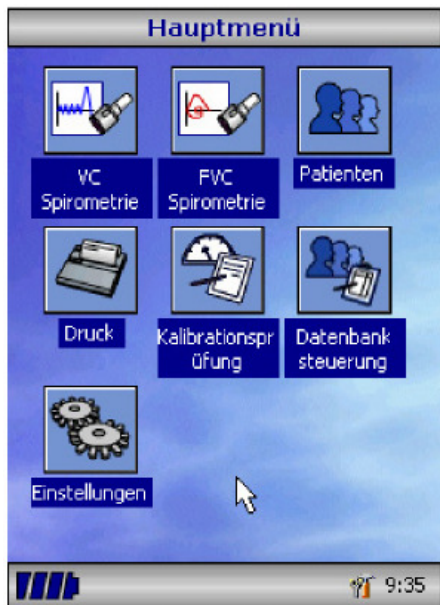 Hauptmenü
VC
Spirometrie
FVC
Spirometrie
Patienten
Druck
Kalibrationspr
üfung
Datenbank
steuerung
Einstellungen
9:35